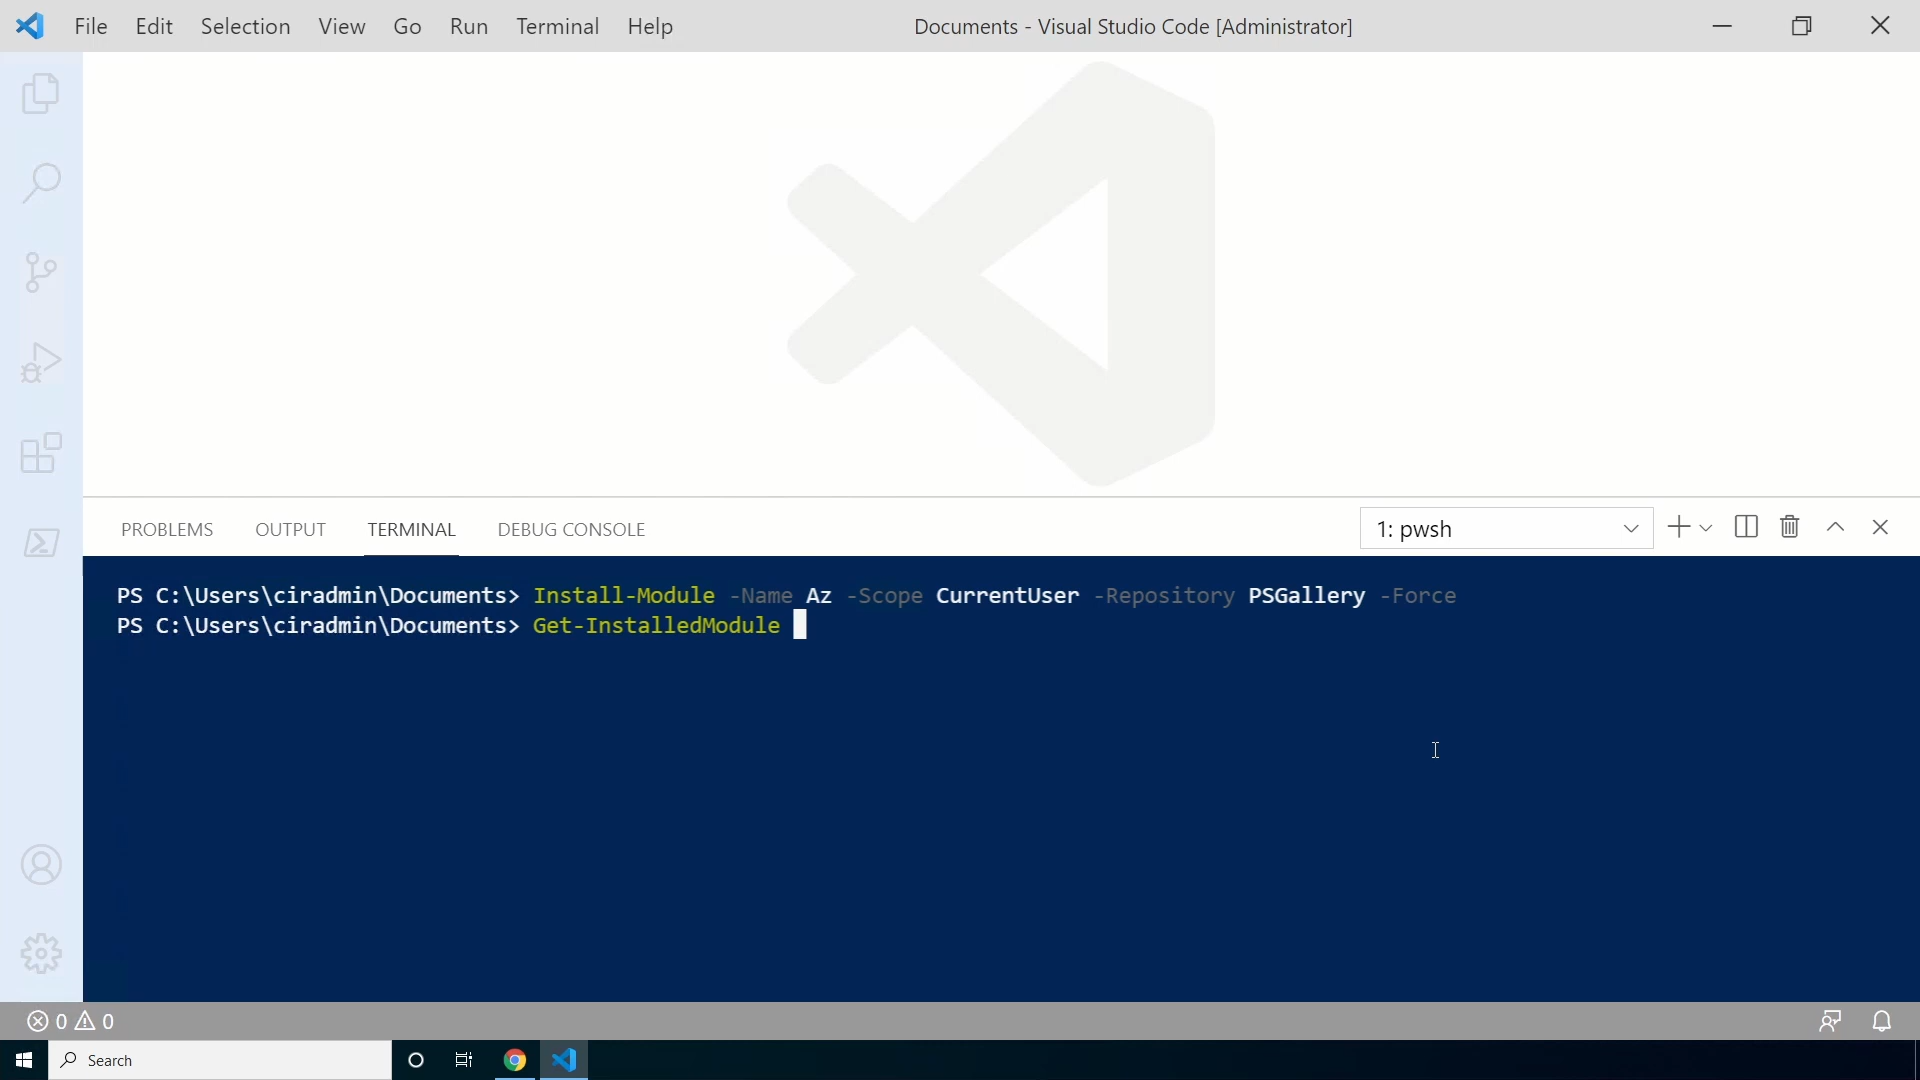 File Edit Selection View Go Run Terminal Help Documents - Visual Studio Code [Administrator]
PROBLEMS OUTPUT TERMINAL DEBUG CONSOLE 1: pwsh
PS C:\Users\ciradmin\Documents> Install-Module -Name Az -Scope CurrentUser -Repository PSGallery -Force
PS C:\Users\ciradmin\Documents> Get-InstalledModule
0 0
Search